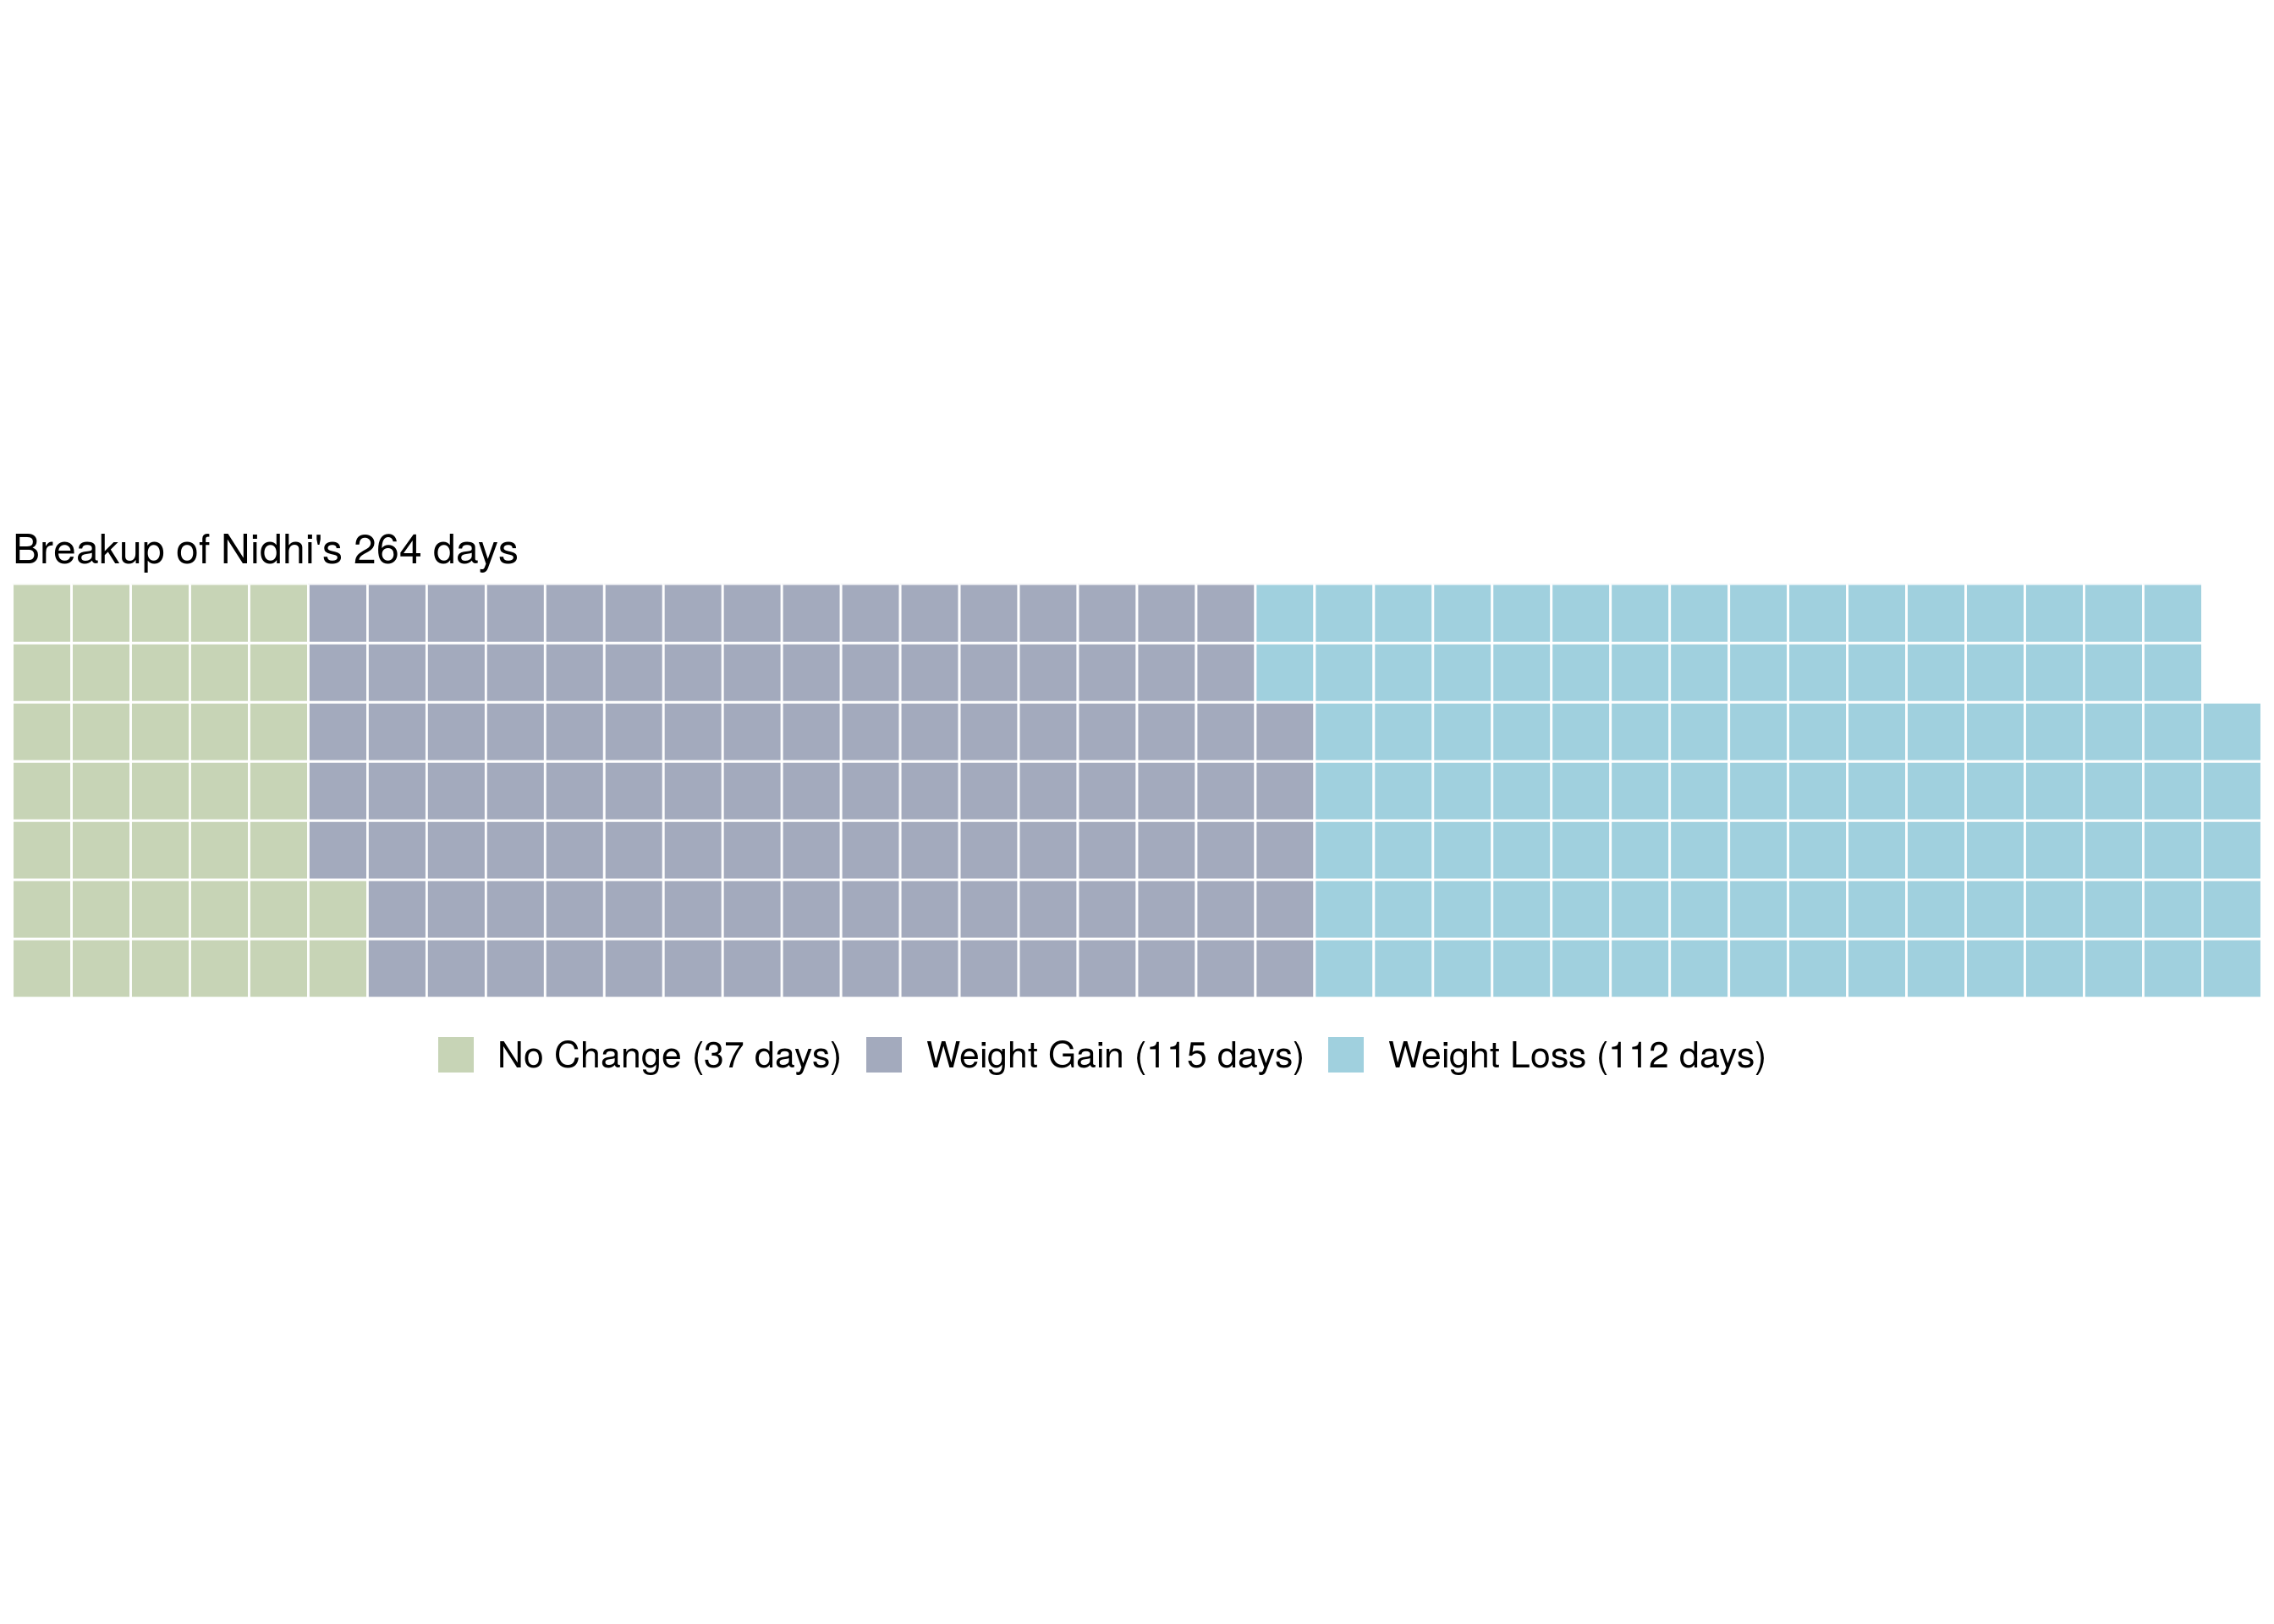 Breakup of Nidhi's 264 days
No Change (37 days) Weight Gain (115 days) Weight Loss (112 days)